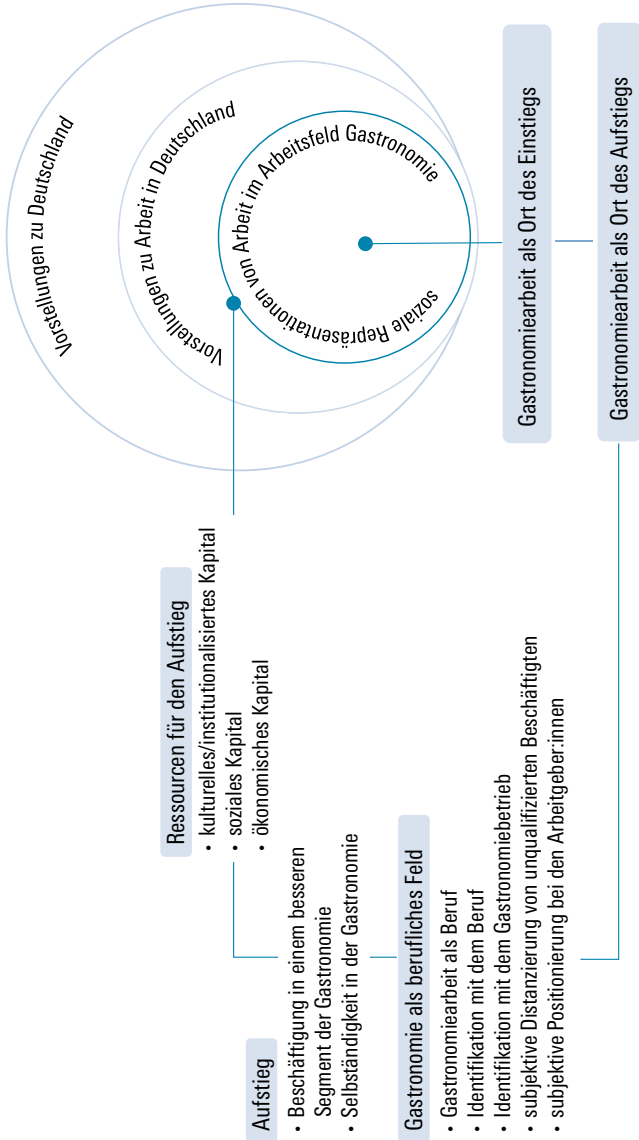 Aufstieg
• Beschäftigung in einem besseren
Segment der Gastronomie
• Selbständigkeit in der Gastronomie
Ressourcen für den Aufstieg
• kulturelles/institutionalisiertes Kapital
• soziales Kapital
• ökonomisches Kapital
Vorstellungen zu Deutschland
Vorstellungen zu Arbeit in Deutschland
soziale Repräsentationen von Arbeit im Arbeitsfeld Gastronomie
Gastronomie als berufliches Feld
• Gastronomiearbeit als Beruf
• Identifikation mit dem Beruf
• Identifikation mit dem Gastronomiebetrieb
• subjektive Distanzierung von unqualifizierten Beschäftigten
• subjektive Positionierung bei den Arbeitgeber:innen
Gastronomiearbeit als Ort des Einstiegs
Gastronomiearbeit als Ort des Aufstiegs